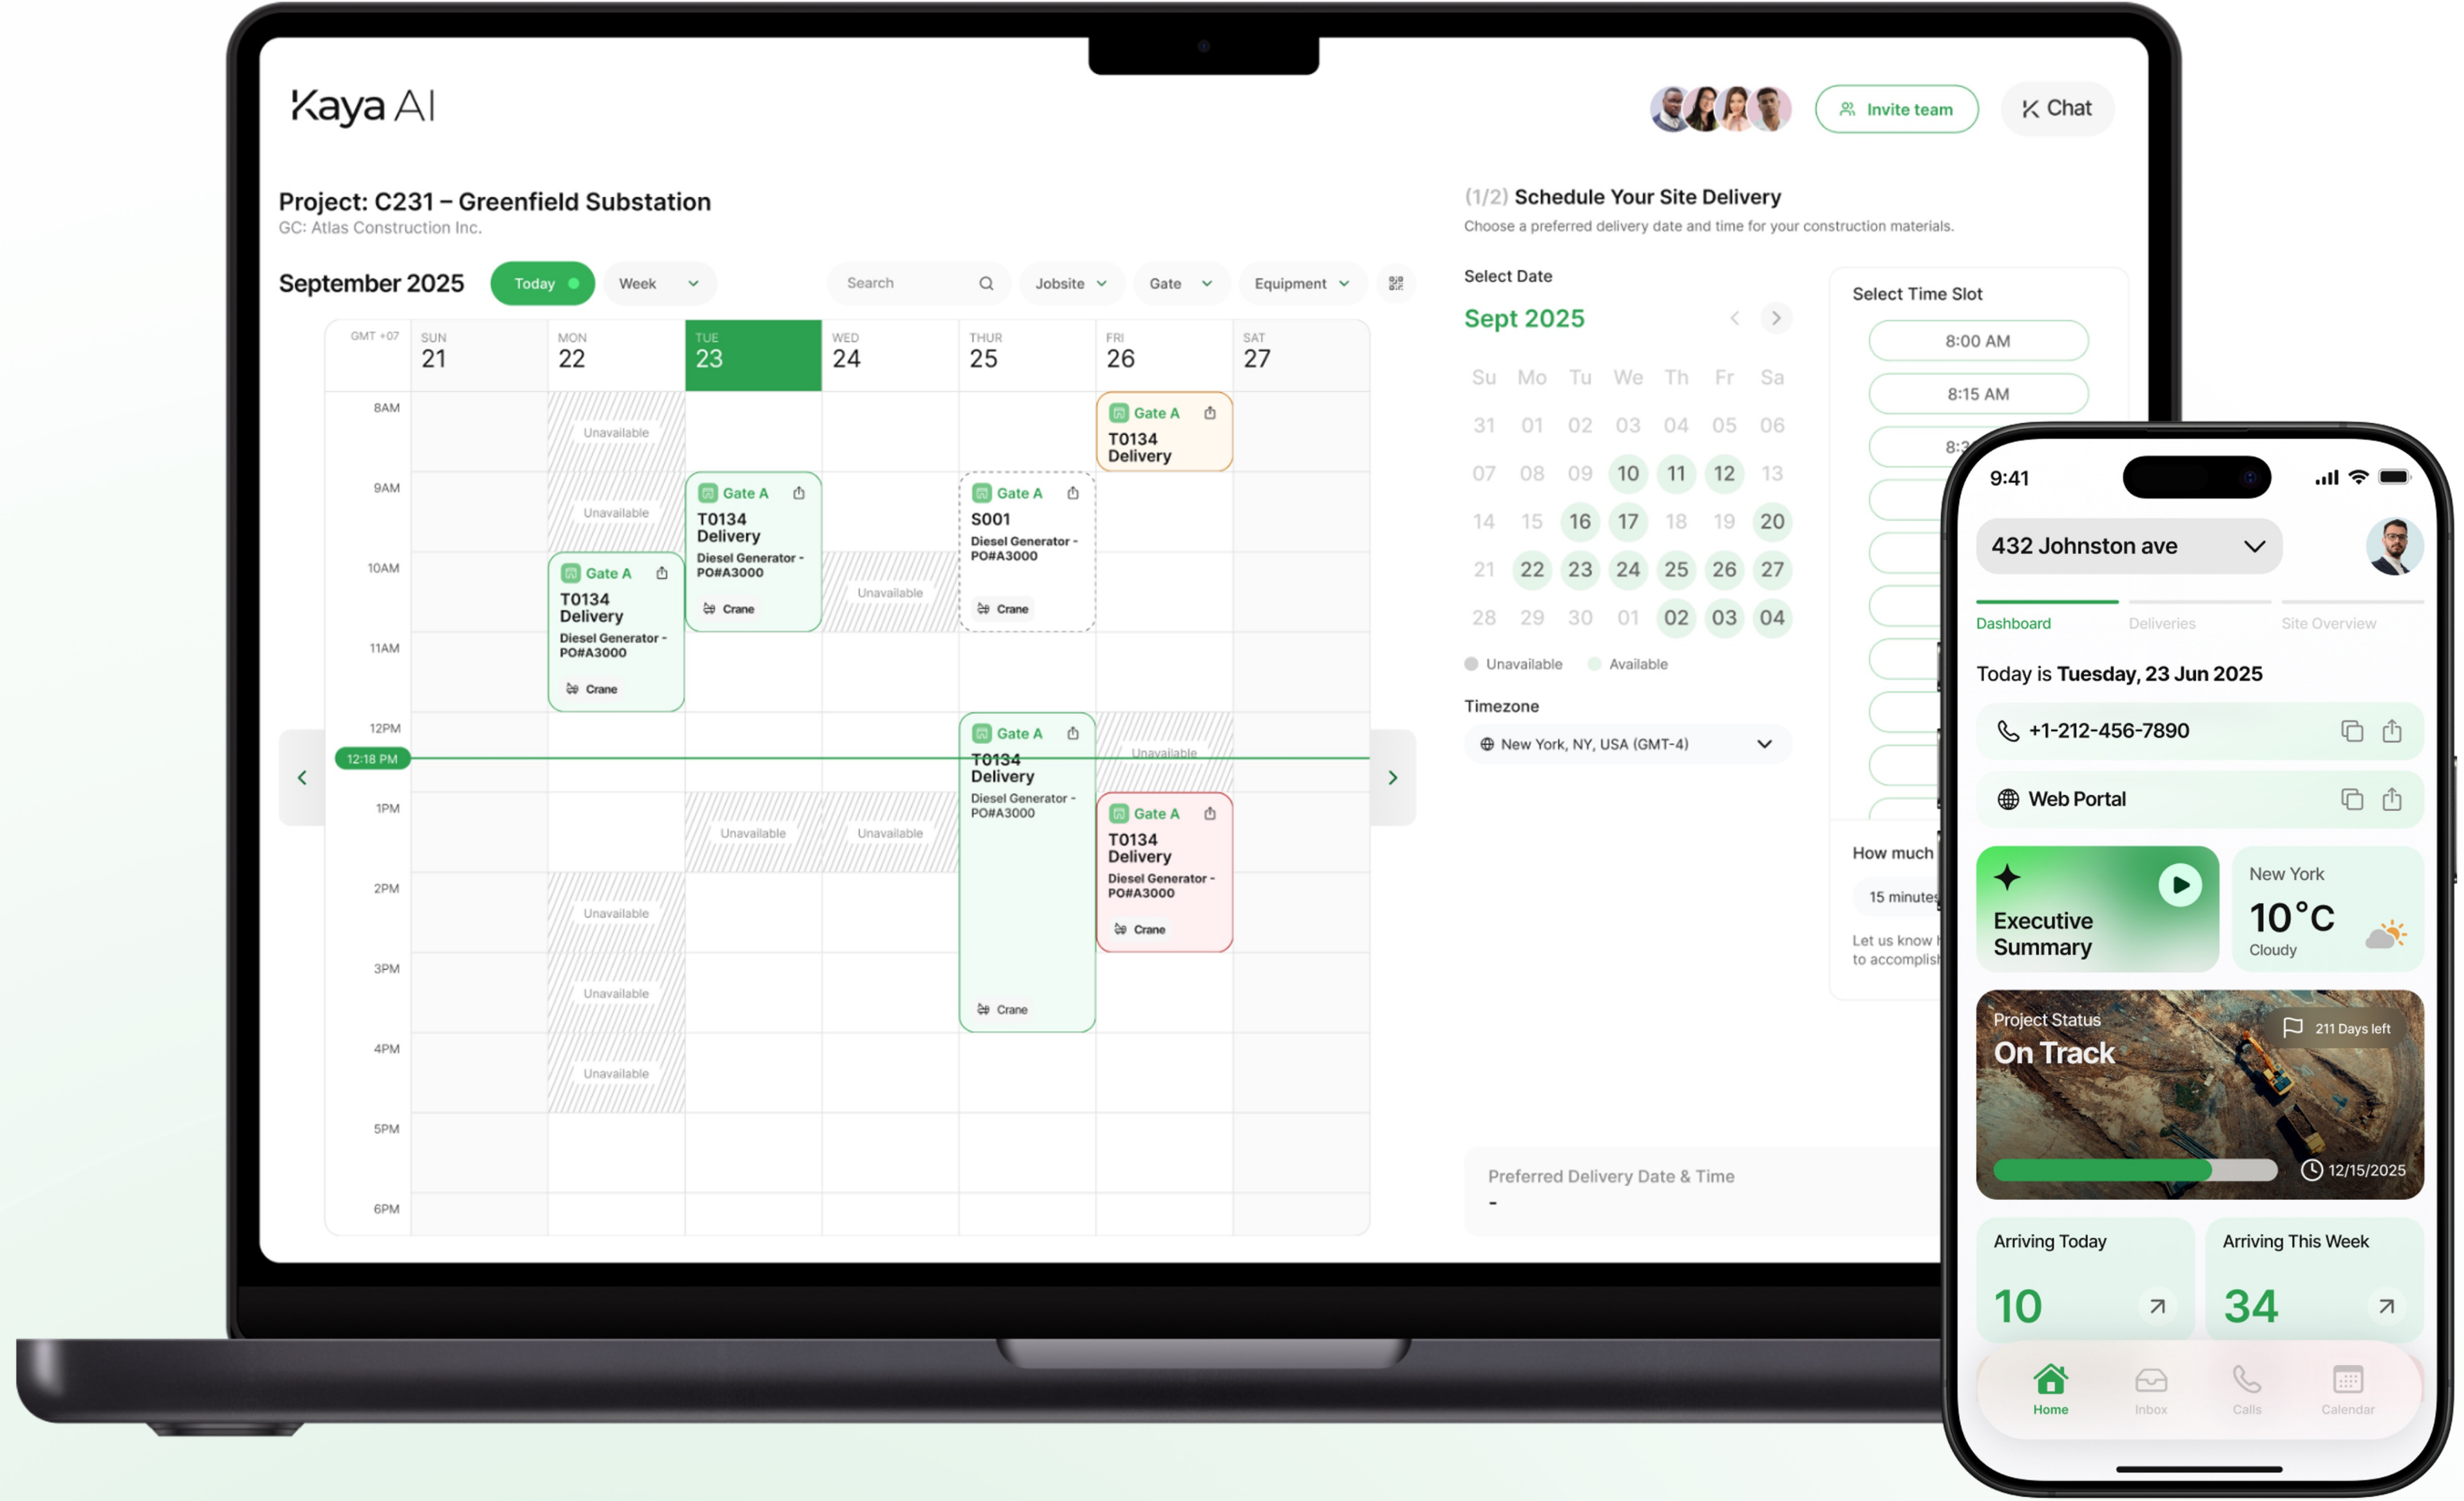 Kaya AI
Invite team
Chat
Project: C231 – Greenfield Substation
GC: Atlas Construction Inc.
September 2025
Today
Week
Search
Jobsite
Gate
Equipment
GMT +07
SUN
21
MON
22
TUE
23
WED
24
THUR
25
FRI
26
SAT
27
8AM
9AM
10AM
11AM
12PM
12:18 PM
1PM
2PM
3PM
4PM
5PM
6PM
Unavailable
Unavailable
Gate A
T0134
Delivery
Diesel Generator -
PO#A3000
Crane
Unavailable
Unavailable
Unavailable
Gate A
T0134
Delivery
Diesel Generator -
PO#A3000
Crane
Unavailable
Unavailable
Unavailable
Gate A
S001
Diesel Generator -
PO#A3000
Crane
Gate A
T0134
Delivery
Diesel Generator -
PO#A3000
Crane
Gate A
T0134
Delivery
Unavailable
Gate A
T0134
Delivery
Diesel Generator -
PO#A3000
Crane
(1/2) Schedule Your Site Delivery
Choose a preferred delivery date and time for your construction materials.
Select Date
Sept 2025
Su Mo Tu We Th Fr Sa
31 01 02 03 04 05 06
07 08 09 10 11 12 13
14 15 16 17 18 19 20
21 22 23 24 25 26 27
28 29 30 01 02 03 04
Unavailable Available
Timezone
New York, NY, USA (GMT-4)
Select Time Slot
8:00 AM
8:15 AM
How much
15 minutes
Let us know
to accomplish
Preferred Delivery Date & Time
-
9:41
432 Johnston ave
Dashboard
Deliveries
Site Overview
Today is Tuesday, 23 Jun 2025
+1-212-456-7890
Web Portal
Executive
Summary
New York
10°C
Cloudy
Project Status
On Track
211 Days left
12/15/2025
Arriving Today
10
Arriving This Week
34
Home
Inbox
Calls
Calendar